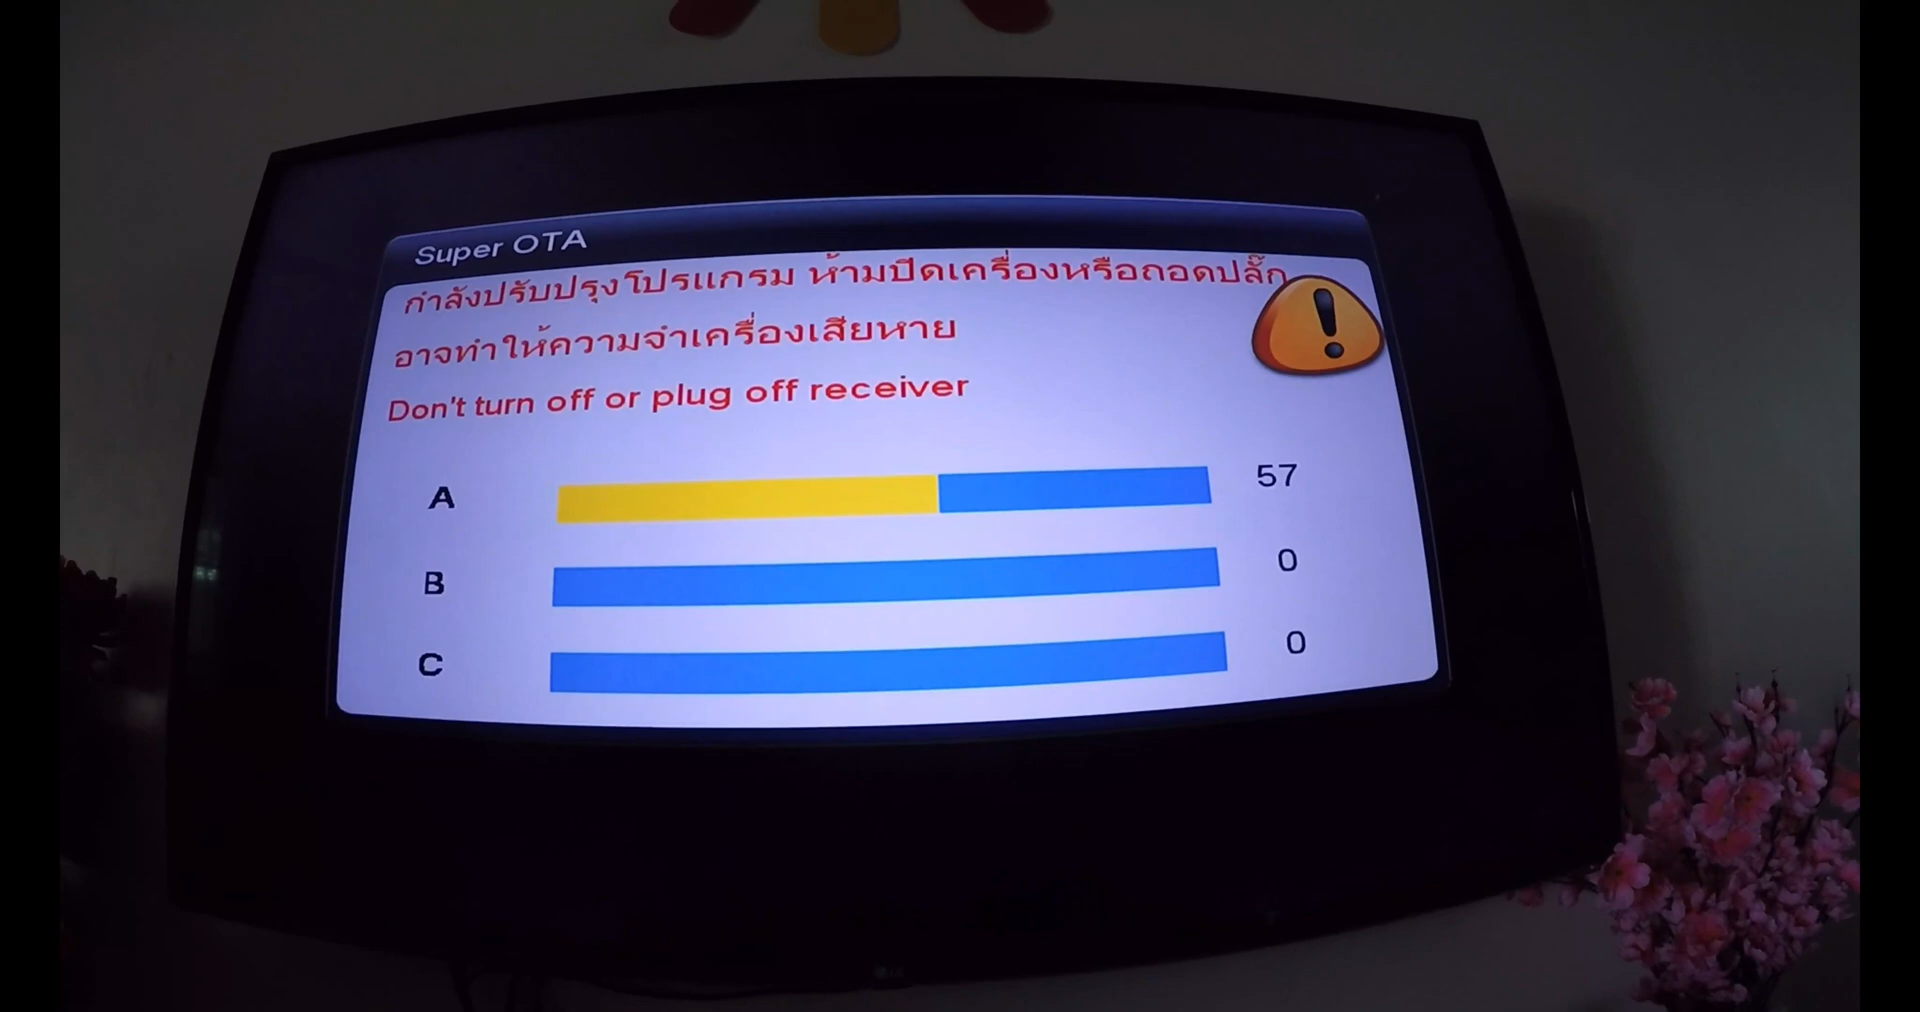 Super OTA
กำลังปรับปรุงโปรแกรม ห้ามปิดเครื่องหรือถอดปลั๊ก
อาจทำให้ความจำเครื่องเสียหาย
Don't turn off or plug off receiver
A 57
B 0
C 0